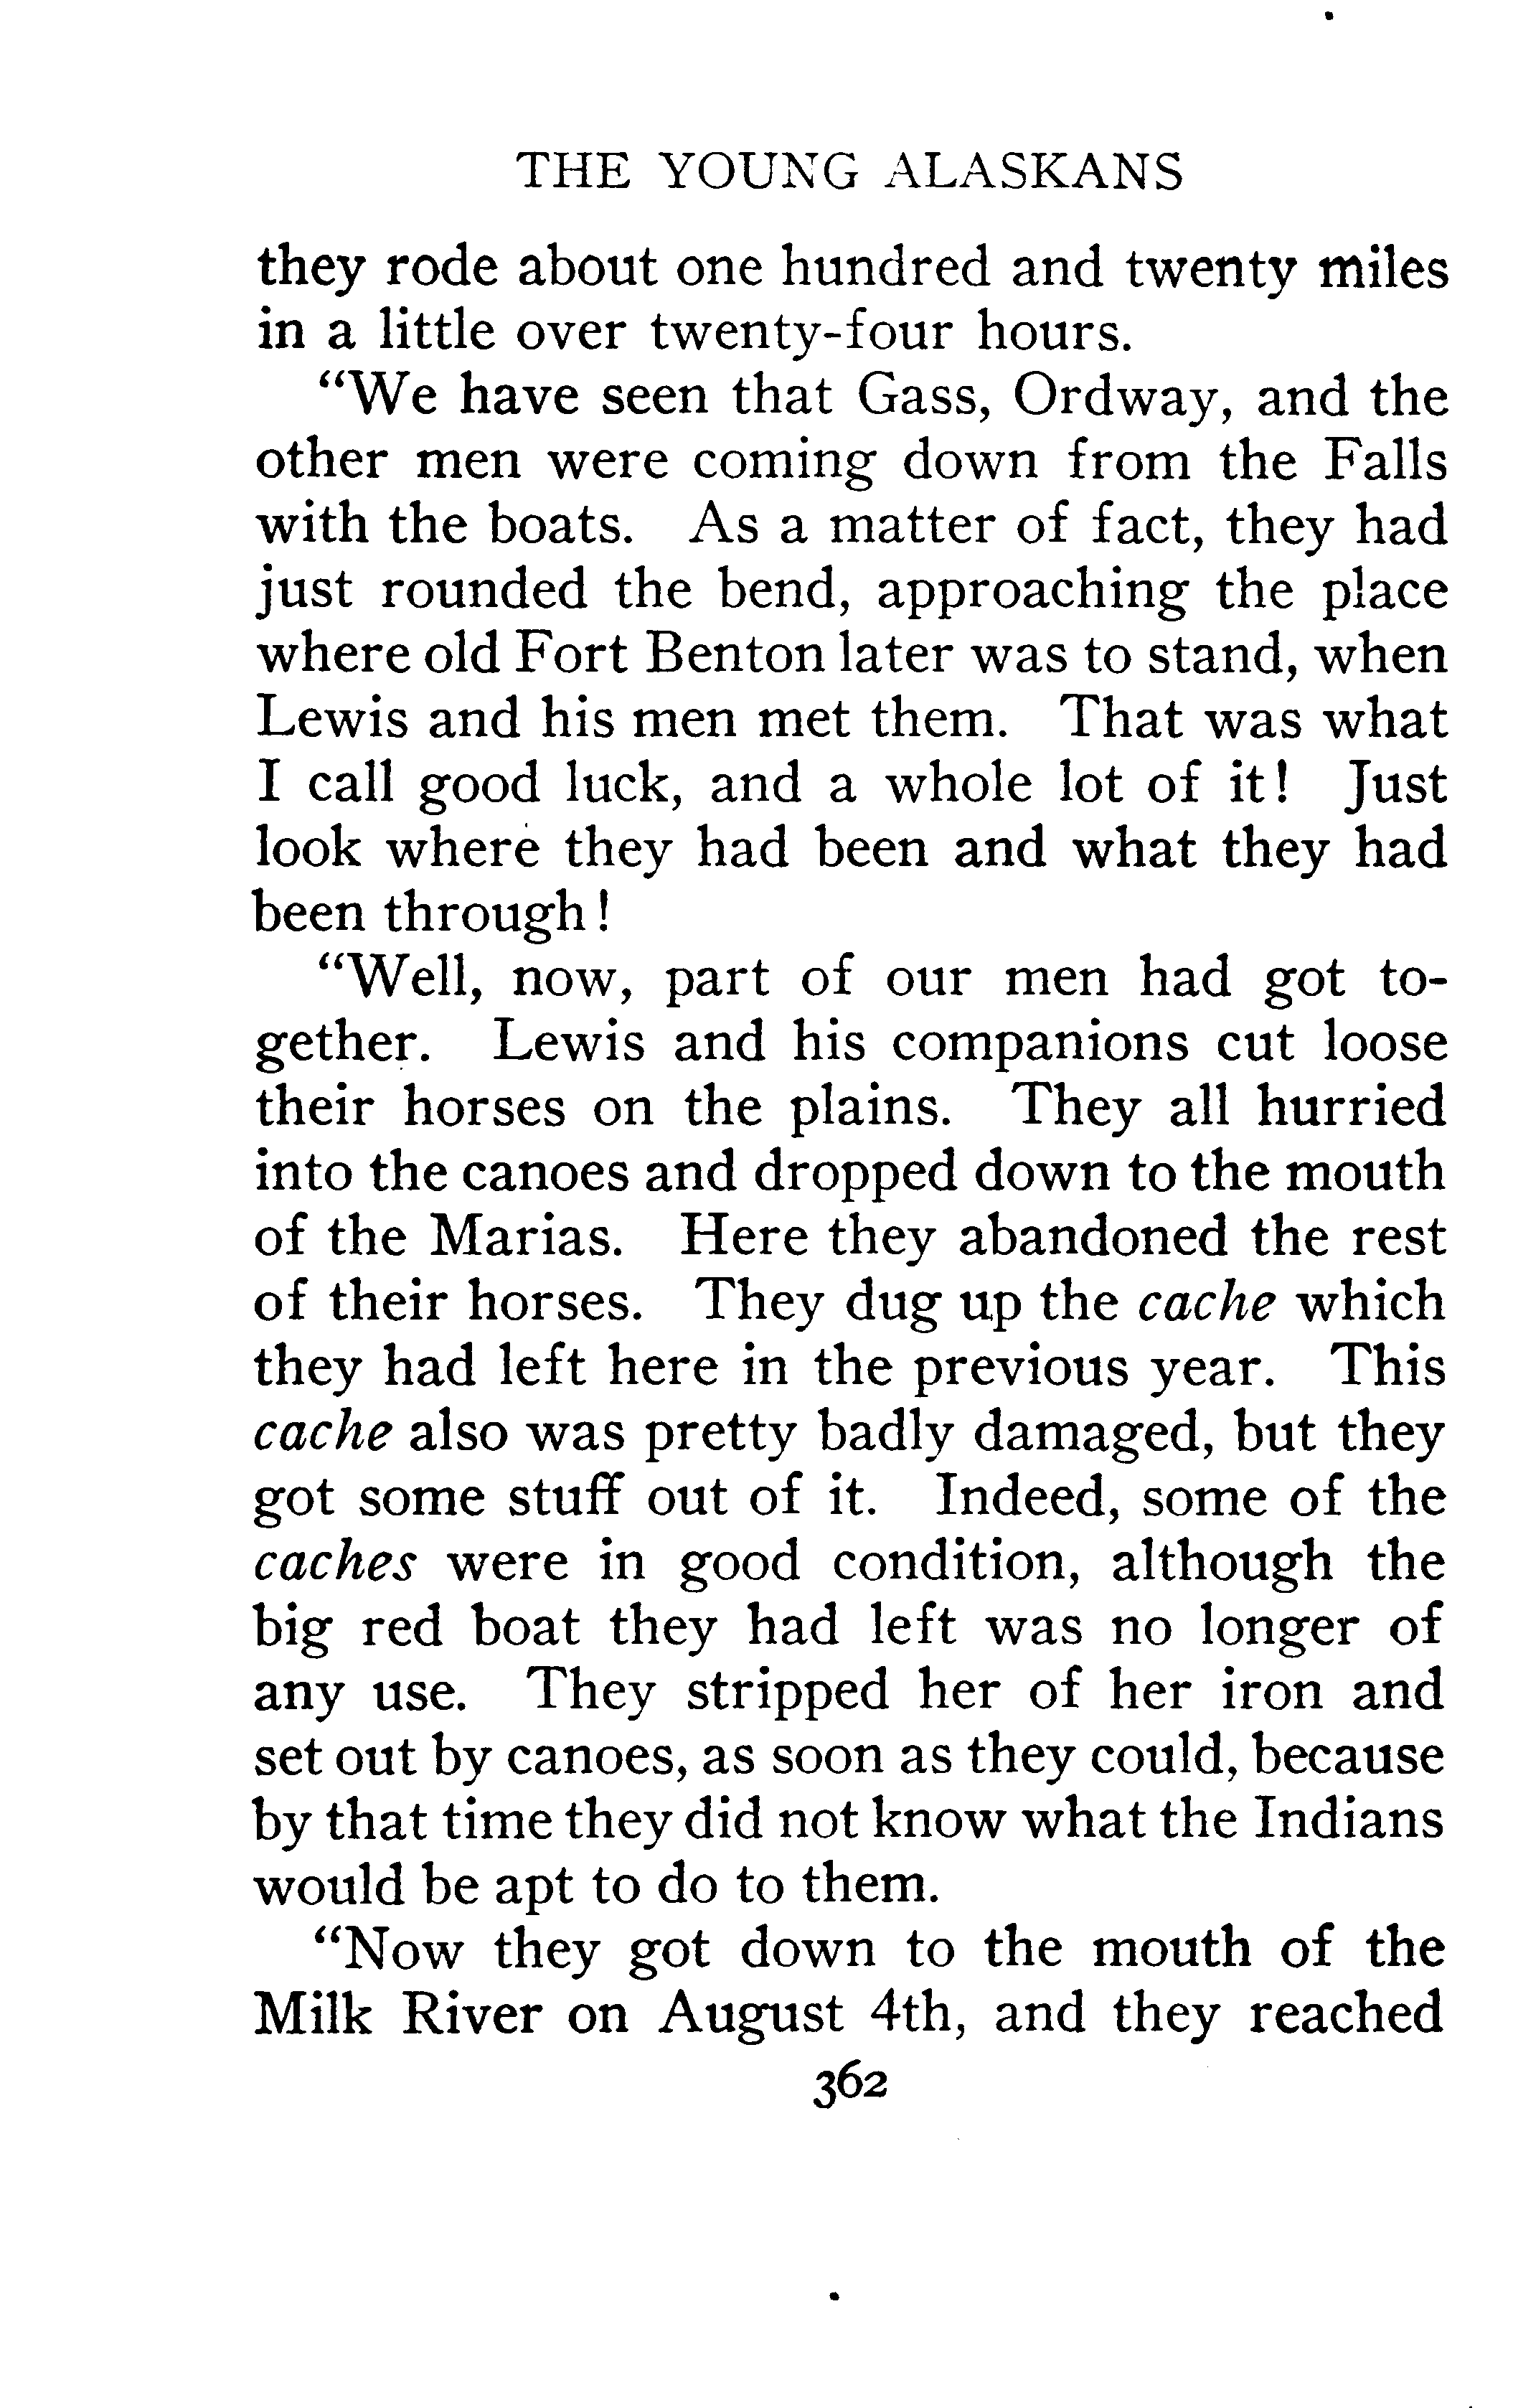 THE YOUNG ALASKANS
they rode about one hundred and twenty miles
in a little over twenty-four hours.
“We have seen that Gass, Ordway, and the
other men were coming down from the Falls
with the boats. As a matter of fact, they had
just rounded the bend, approaching the place
where old Fort Benton later was to stand, when
Lewis and his men met them. That was what
I call good luck, and a whole lot of it! Just
look where they had been and what they had
been through!
“Well, now, part of our men had got to-
gether. Lewis and his companions cut loose
their horses on the plains. They all hurried
into the canoes and dropped down to the mouth
of the Marias. Here they abandoned the rest
of their horses. They dug up the cache which
they had left here in the previous year. This
cache also was pretty badly damaged, but they
got some stuff out of it. Indeed, some of the
caches were in good condition, although the
big red boat they had left was no longer of
any use. They stripped her of her iron and
set out by canoes, as soon as they could, because
by that time they did not know what the Indians
would be apt to do to them.
“Now they got down to the mouth of the
Milk River on August 4th, and they reached
362